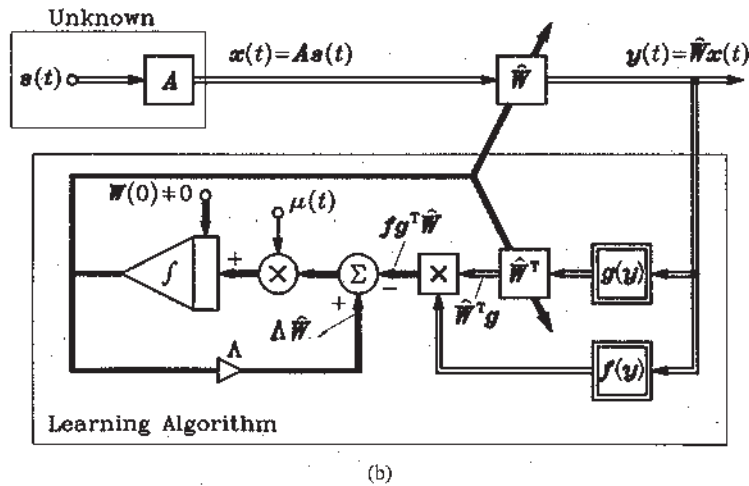 Unknown
x(t)=As(t)
y(t)=Ŵx(t)
s(t)
A
Ŵ
W(0)≠0
μ(t)
fgᵀŴ
+
∫
×
Σ
−
×
Ŵᵀ
g(y)
+
ΛŴ
Ŵᵀg
Λ
f(y)
Learning Algorithm
(b)